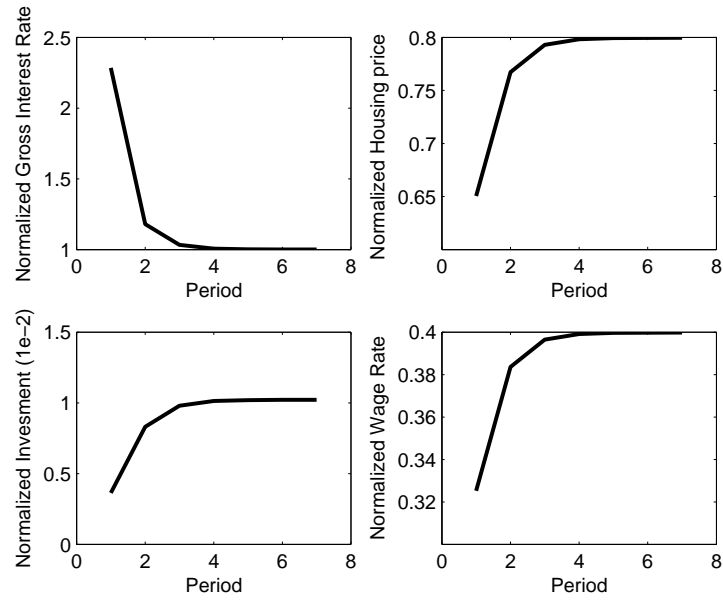 Normalized Gross Interest Rate
2.5
2
1.5
1
0 2 4 6 8
Period
Normalized Housing price
0.8
0.75
0.7
0.65
0 2 4 6 8
Period
Normalized Invesment (1e−2)
1.5
1
0.5
0
0 2 4 6 8
Period
Normalized Wage Rate
0.4
0.38
0.36
0.34
0.32
0 2 4 6 8
Period